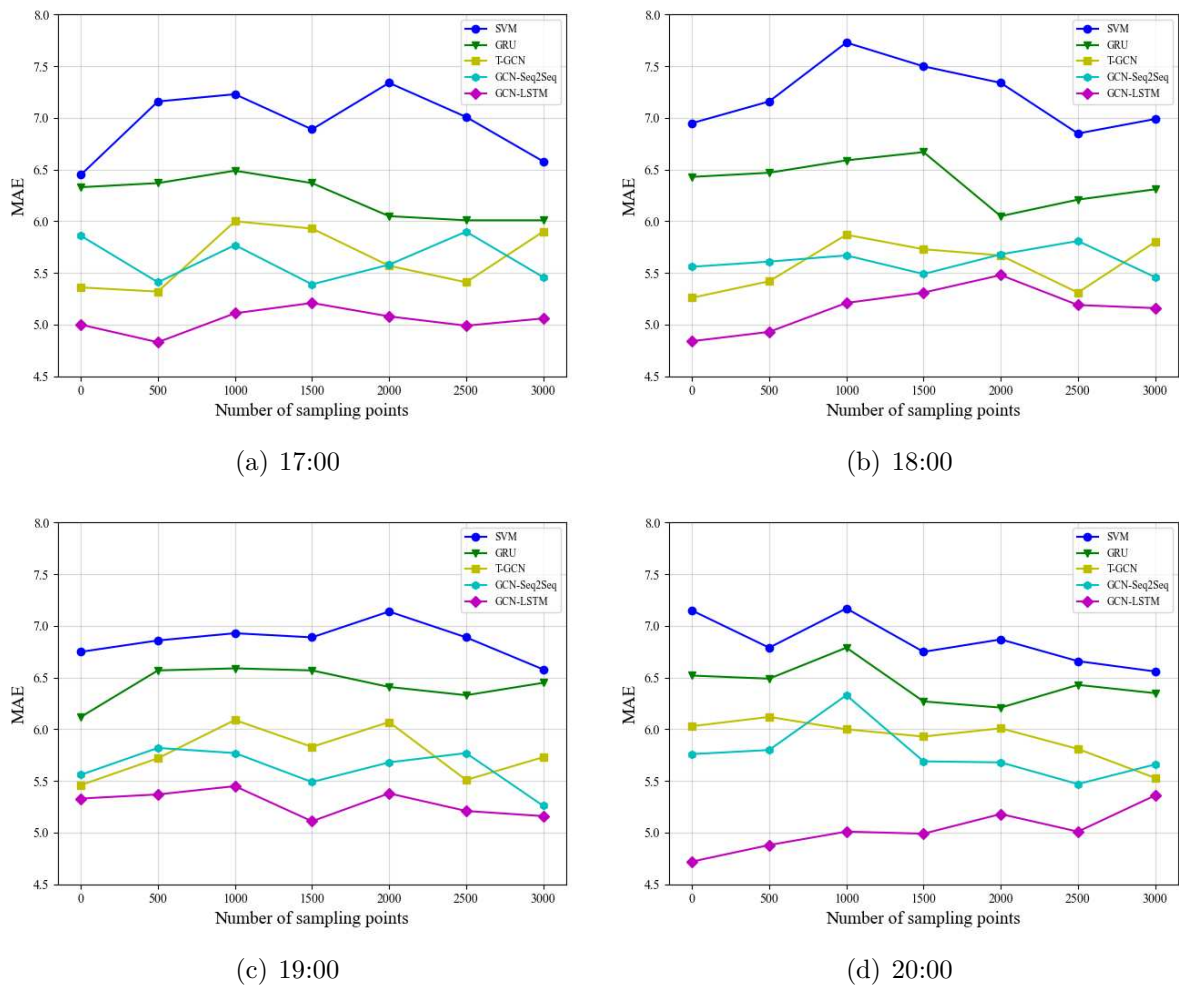 8.0
7.5
7.0
6.5
6.0
5.5
5.0
4.5
MAE
SVM
GRU
T-GCN
GCN-Seq2Seq
GCN-LSTM
0 500 1000 1500 2000 2500 3000
Number of sampling points
(a) 17:00
8.0
7.5
7.0
6.5
6.0
5.5
5.0
4.5
MAE
SVM
GRU
T-GCN
GCN-Seq2Seq
GCN-LSTM
0 500 1000 1500 2000 2500 3000
Number of sampling points
(b) 18:00
8.0
7.5
7.0
6.5
6.0
5.5
5.0
4.5
MAE
SVM
GRU
T-GCN
GCN-Seq2Seq
GCN-LSTM
0 500 1000 1500 2000 2500 3000
Number of sampling points
(c) 19:00
8.0
7.5
7.0
6.5
6.0
5.5
5.0
4.5
MAE
SVM
GRU
T-GCN
GCN-Seq2Seq
GCN-LSTM
0 500 1000 1500 2000 2500 3000
Number of sampling points
(d) 20:00